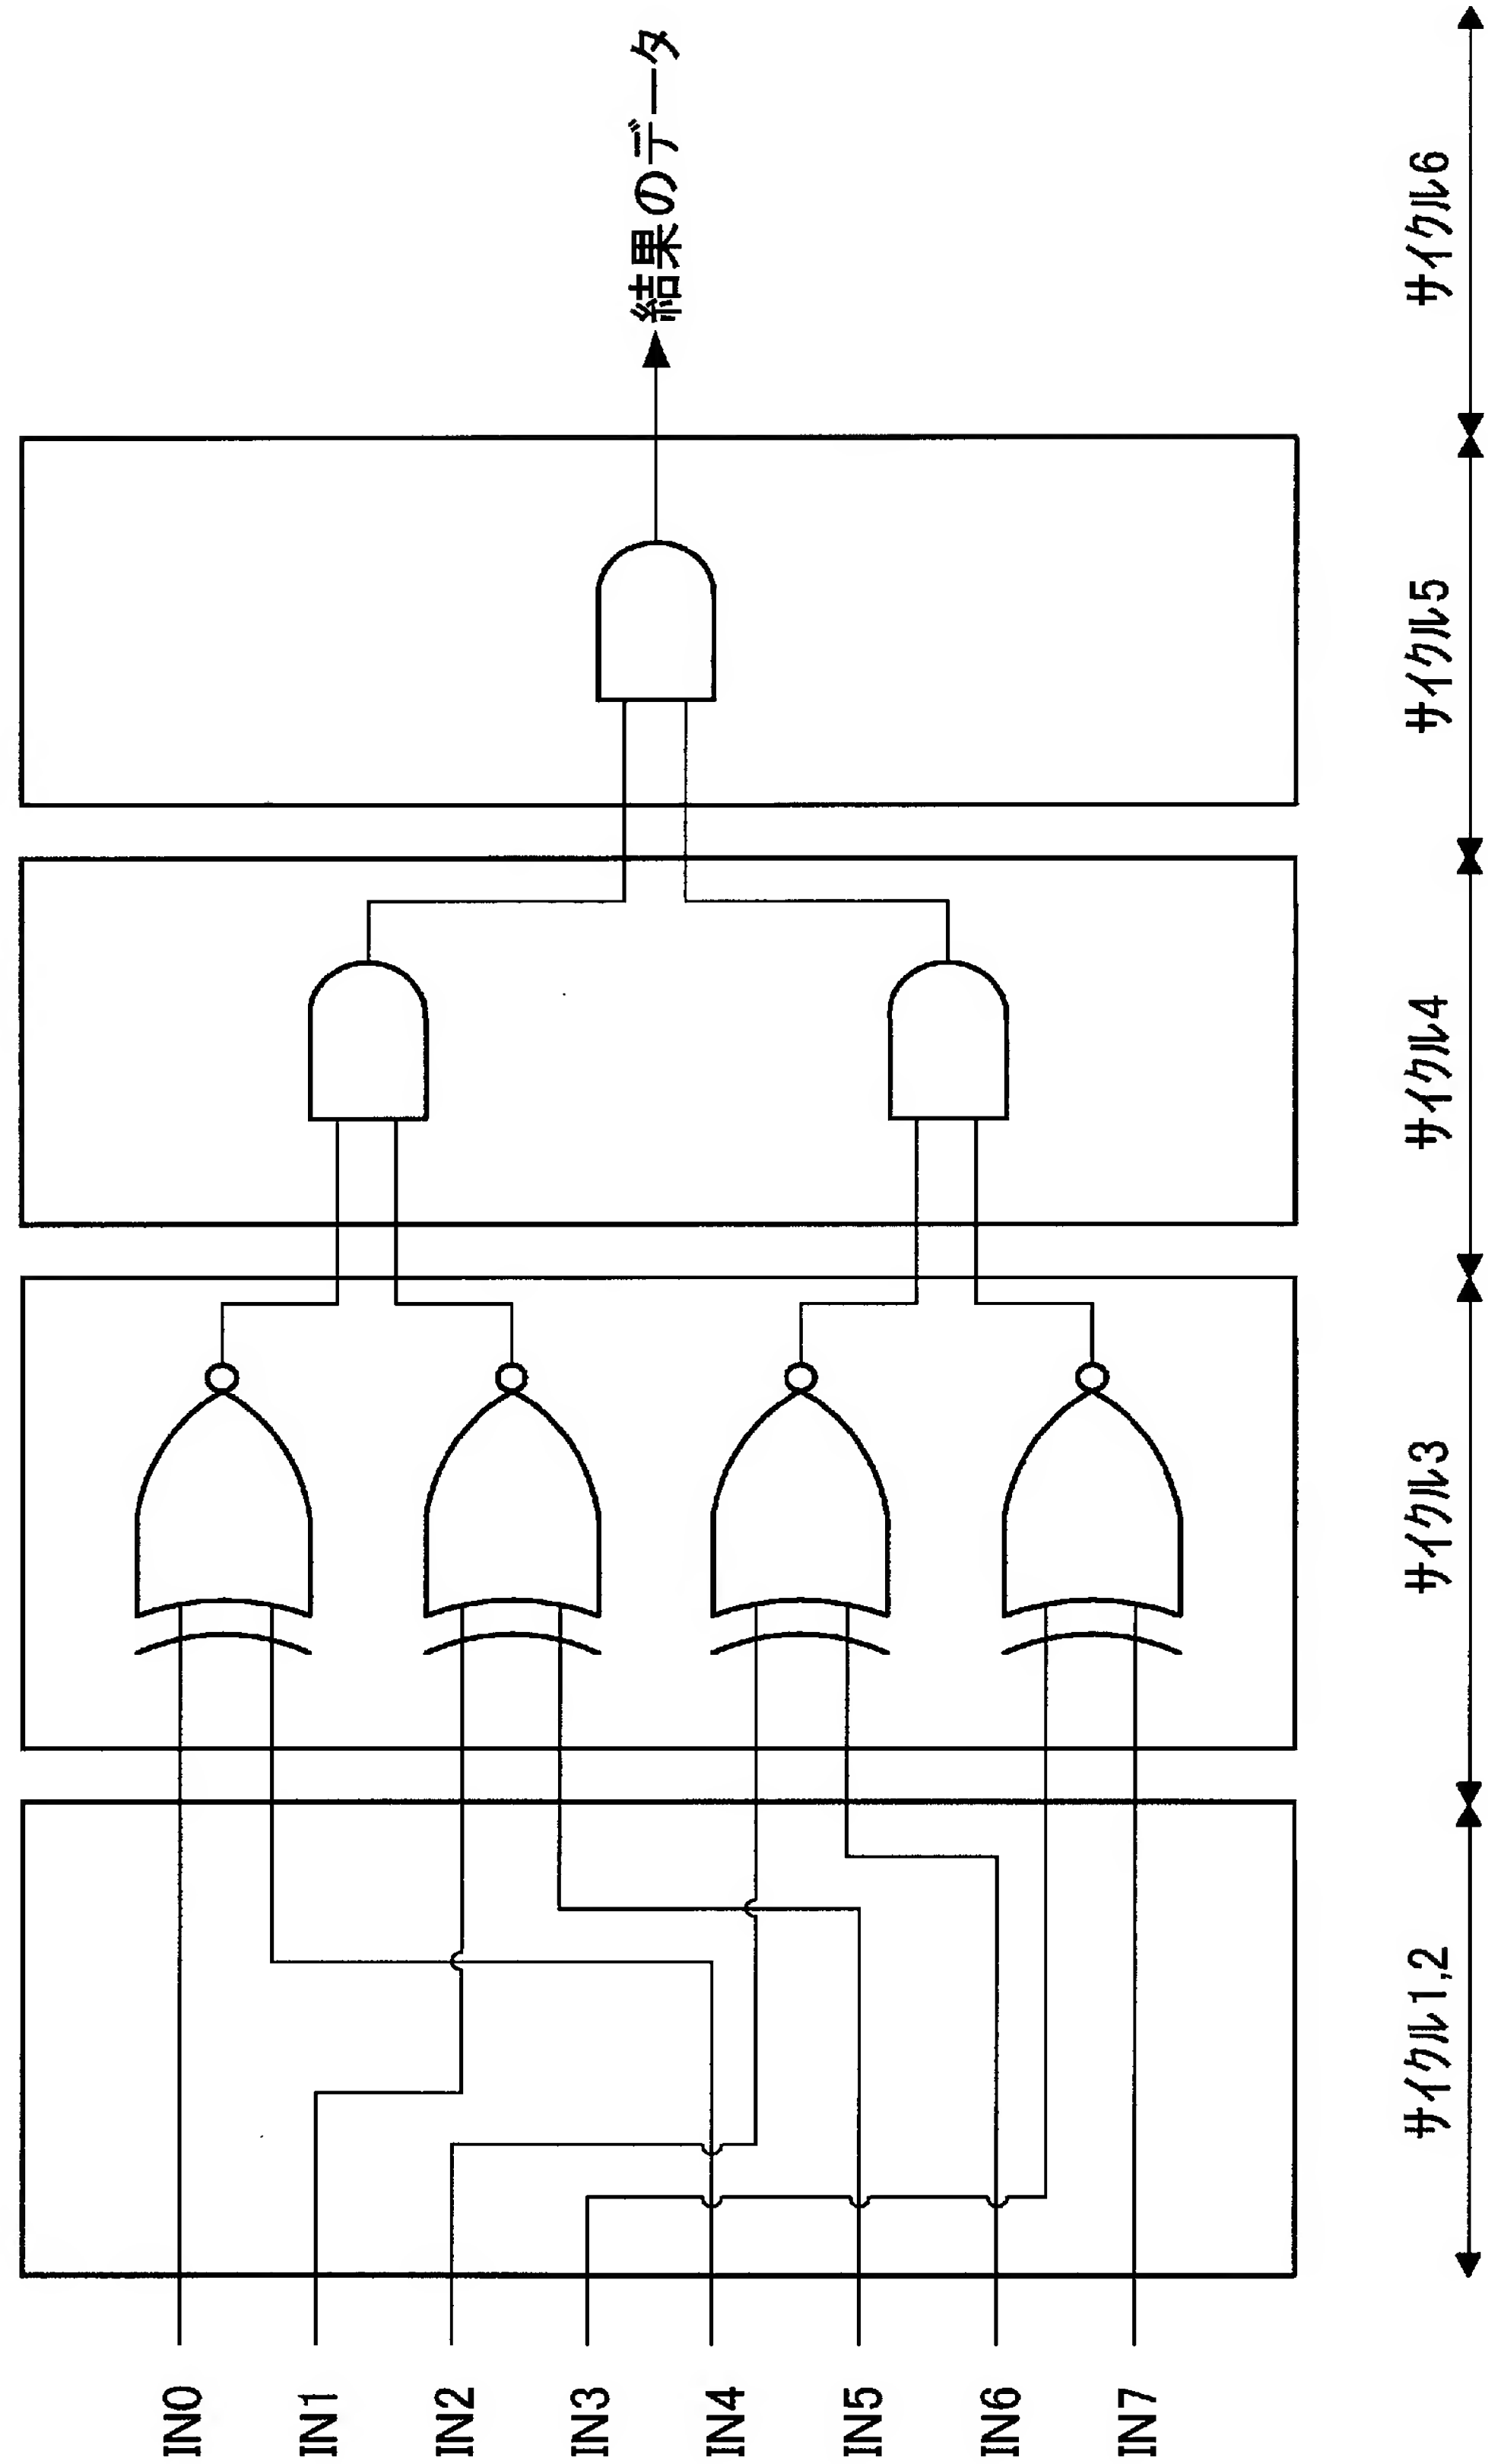 IN0
IN1
IN2
IN3
IN4
IN5
IN6
IN7
結果のデータ
サイクル1,2
サイクル3
サイクル4
サイクル5
サイクル6